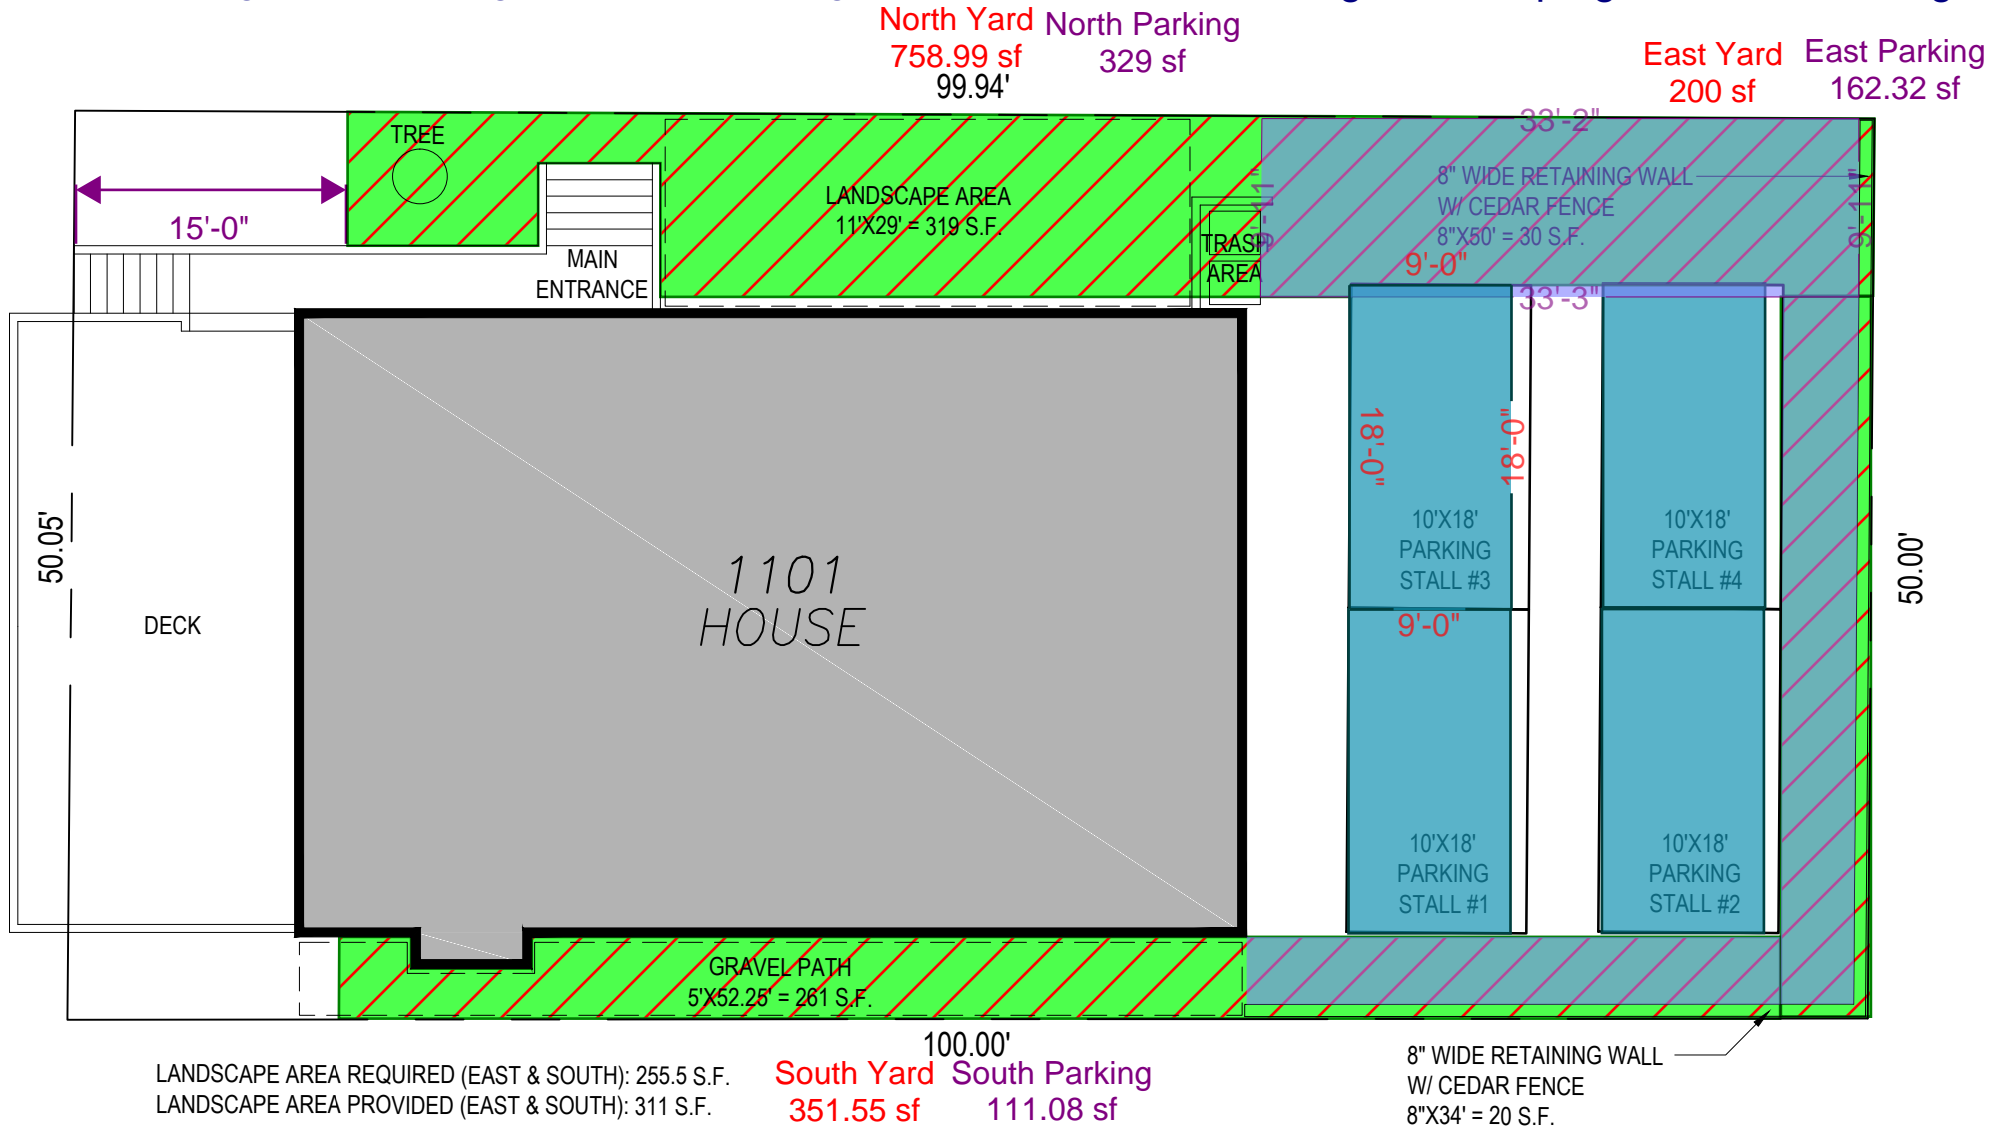 North Yard
758.99 sf
North Parking
329 sf
East Yard
200 sf
East Parking
162.32 sf
99.94'
33'-2"
TREE
8" WIDE RETAINING WALL
W/ CEDAR FENCE
8"X50' = 30 S.F.
LANDSCAPE AREA
11'X29' = 319 S.F.
9'-11"
9'-11"
15'-0"
TRASH
AREA
MAIN
ENTRANCE
9'-0"
33'-3"
18'-0"
18'-0"
50.05'
50.00'
10'X18'
PARKING
STALL #3
10'X18'
PARKING
STALL #4
1101
HOUSE
DECK
9'-0"
10'X18'
PARKING
STALL #1
10'X18'
PARKING
STALL #2
GRAVEL PATH
5'X52.25' = 261 S.F.
100.00'
LANDSCAPE AREA REQUIRED (EAST & SOUTH): 255.5 S.F.
LANDSCAPE AREA PROVIDED (EAST & SOUTH): 311 S.F.
South Yard
351.55 sf
South Parking
111.08 sf
8" WIDE RETAINING WALL
W/ CEDAR FENCE
8"X34' = 20 S.F.